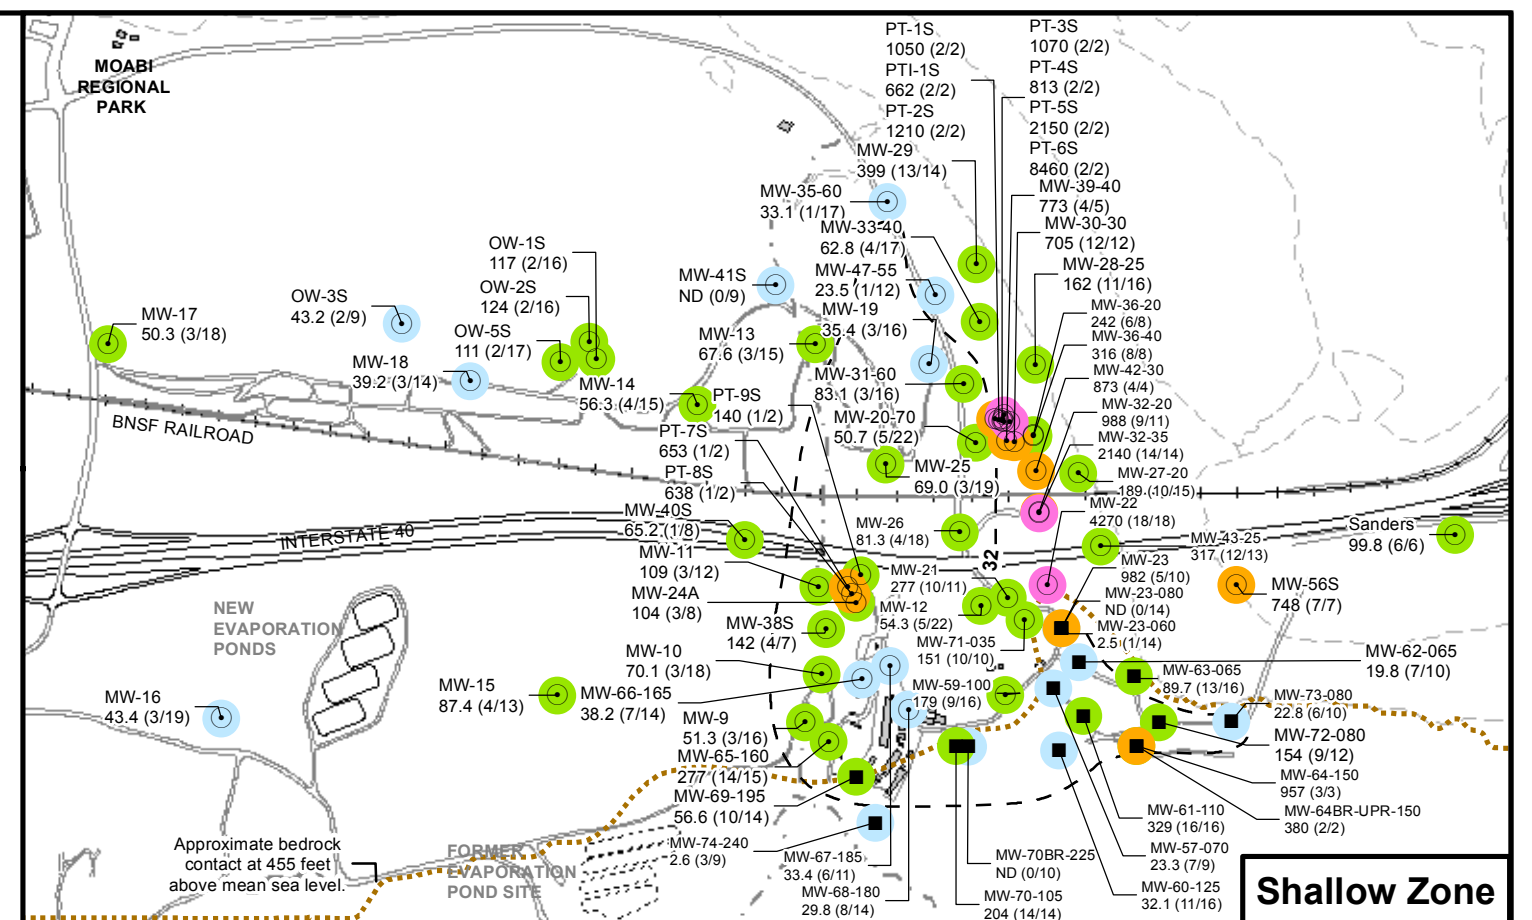 MOABI
REGIONAL
PARK
PT-1S
1050 (2/2)
PTI-1S
662 (2/2)
PT-2S
1210 (2/2)
MW-29
399 (13/14)
PT-3S
1070 (2/2)
PT-4S
813 (2/2)
PT-5S
2150 (2/2)
PT-6S
8460 (2/2)
MW-39-40
773 (4/5)
MW-30-30
705 (12/12)
MW-28-25
162 (11/16)
MW-36-20
242 (6/8)
MW-36-40
316 (8/8)
MW-42-30
873 (4/4)
MW-32-20
988 (9/11)
MW-32-35
2140 (14/14)
MW-27-20
189 (10/15)
MW-22
4270 (18/18)
MW-35-60
33.1 (1/17)
MW-33-40
62.8 (4/17)
MW-47-55
23.5 (1/12)
MW-19
35.4 (3/16)
MW-41S
ND (0/9)
MW-13
67.6 (3/15)
MW-31-60
83.1 (3/16)
MW-20-70
50.7 (5/22)
MW-25
69.0 (3/19)
OW-1S
117 (2/16)
OW-2S
124 (2/16)
OW-3S
43.2 (2/9)
OW-5S
111 (2/17)
MW-17
50.3 (3/18)
MW-18
39.2 (3/14)
MW-14
56.3 (4/15)
PT-9S
140 (1/2)
PT-7S
653 (1/2)
PT-8S
638 (1/2)
BNSF RAILROAD
INTERSTATE 40
32
MW-40S
65.2 (1/8)
MW-11
109 (3/12)
MW-24A
104 (3/8)
MW-38S
142 (4/7)
MW-26
81.3 (4/18)
MW-21
277 (10/11)
MW-12
54.3 (5/22)
MW-71-035
151 (10/10)
MW-59-100
179 (9/16)
Sanders
99.8 (6/6)
MW-43-25
317 (12/13)
MW-23
982 (5/10)
MW-23-080
ND (0/14)
MW-23-060
2.5 (1/14)
MW-56S
748 (7/7)
MW-62-065
19.8 (7/10)
MW-63-065
89.7 (13/16)
MW-73-080
22.8 (6/10)
MW-72-080
154 (9/12)
MW-64-150
957 (3/3)
MW-64BR-UPR-150
380 (2/2)
MW-61-110
329 (16/16)
MW-57-070
23.3 (7/9)
MW-60-125
32.1 (11/16)
NEW
EVAPORATION
PONDS
MW-16
43.4 (3/19)
MW-15
87.4 (4/13)
MW-10
70.1 (3/18)
MW-66-165
38.2 (7/14)
MW-9
51.3 (3/16)
MW-65-160
277 (14/15)
MW-69-195
56.6 (10/14)
MW-74-240
2.6 (3/9)
MW-67-185
33.4 (6/11)
MW-68-180
29.8 (8/14)
MW-70BR-225
ND (0/10)
MW-70-105
204 (14/14)
Approximate bedrock
contact at 455 feet
above mean sea level.
FORMER
EVAPORATION
POND SITE
Shallow Zone